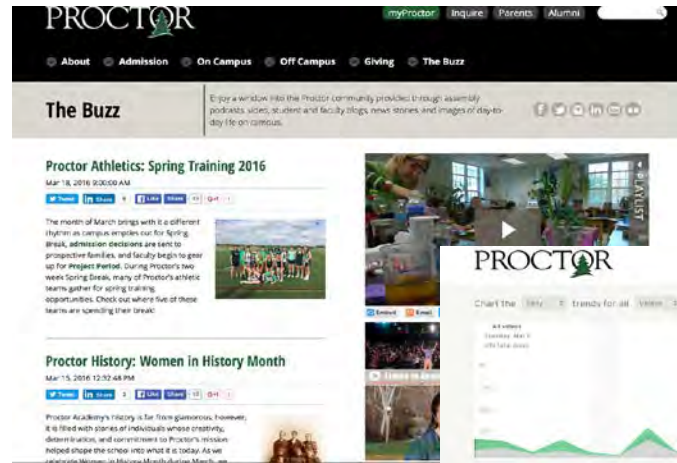 PROCTOR
myProctor Inquire Parents Alumni
About Admission On Campus Off Campus Giving The Buzz
The Buzz
Enjoy a window into the Proctor community provided through assembly
podcasts, video, student and faculty blogs, news stories, and images of day-to-
day life on campus.
Proctor Athletics: Spring Training 2016
Mar 18, 2016 9:00:00 AM
Tweet Share Like Share
The month of March brings with it a different
rhythm as campus empties out for Spring
Break, admission decisions are sent to
prospective families, and faculty begin to gear
up for Project Period. During Proctor's two
week Spring Break, many of Proctor's athletic
teams gather for spring training
opportunities. Check out where five of these
teams are spending their break!
PLAYLIST
Embed Email
Proctor History: Women in History Month
Mar 15, 2016 12:32:48 PM
Tweet Share Like Share
Proctor Academy's history is far from glamorous, however,
it is filled with stories of individuals whose creativity,
determination, and commitment to Proctor's mission
helped shape the school into what it is today. As we
celebrate Women in History Month during March, we
PROCTOR
Chart the trends for all
All videos